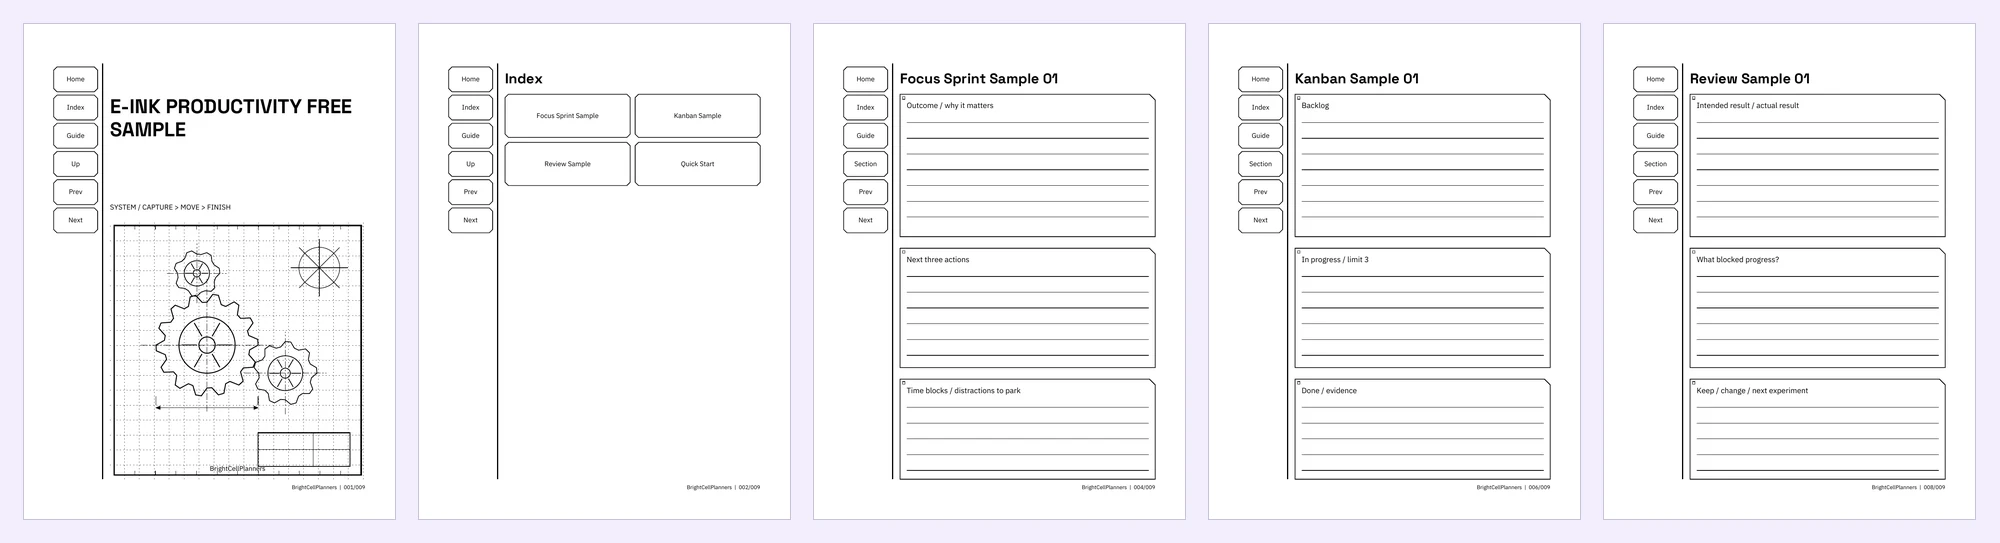 Home
Index
Guide
Up
Prev
Next
E-INK PRODUCTIVITY FREE
SAMPLE
SYSTEM / CAPTURE > MOVE > FINISH
BrightCellPlanners
BrightCellPlanners | 001/009
Home
Index
Guide
Up
Prev
Next
Index
Focus Sprint Sample
Kanban Sample
Review Sample
Quick Start
BrightCellPlanners | 002/009
Home
Index
Guide
Section
Prev
Next
Focus Sprint Sample 01
Outcome / why it matters
Next three actions
Time blocks / distractions to park
BrightCellPlanners | 004/009
Home
Index
Guide
Section
Prev
Next
Kanban Sample 01
Backlog
In progress / limit 3
Done / evidence
BrightCellPlanners | 006/009
Home
Index
Guide
Section
Prev
Next
Review Sample 01
Intended result / actual result
What blocked progress?
Keep / change / next experiment
BrightCellPlanners | 008/009